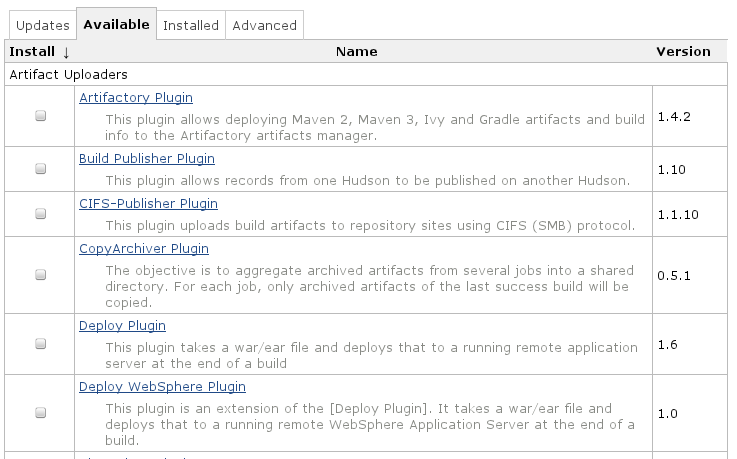 Updates Available Installed Advanced
Install ↓ Name Version
Artifact Uploaders
Artifactory Plugin
This plugin allows deploying Maven 2, Maven 3, Ivy and Gradle artifacts and build
info to the Artifactory artifacts manager.
1.4.2
Build Publisher Plugin
This plugin allows records from one Hudson to be published on another Hudson.
1.10
CIFS-Publisher Plugin
This plugin uploads build artifacts to repository sites using CIFS (SMB) protocol.
1.1.10
CopyArchiver Plugin
The objective is to aggregate archived artifacts from several jobs into a shared
directory. For each job, only archived artifacts of the last success build will be
copied.
0.5.1
Deploy Plugin
This plugin takes a war/ear file and deploys that to a running remote application
server at the end of a build
1.6
Deploy WebSphere Plugin
This plugin is an extension of the [Deploy Plugin]. It takes a war/ear file and
deploys that to a running remote WebSphere Application Server at the end of a
build.
1.0